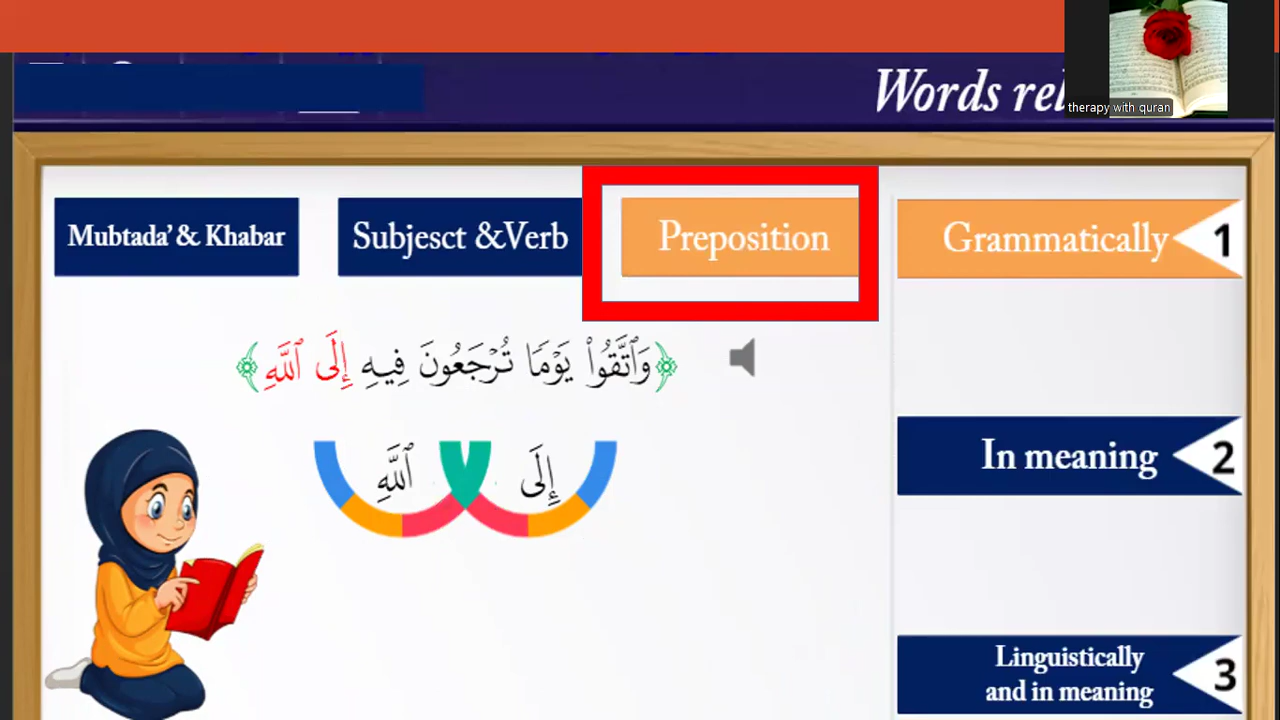 Words rel
therapy with quran
Mubtada’ & Khabar
Subjesct &Verb
Preposition
Grammatically
1
﴿وَٱتَّقُوا۟ يَوْمًا تُرْجَعُونَ فِيهِ إِلَى ٱللَّهِ﴾
إِلَى
ٱللَّهِ
In meaning
2
Linguistically
and in meaning
3